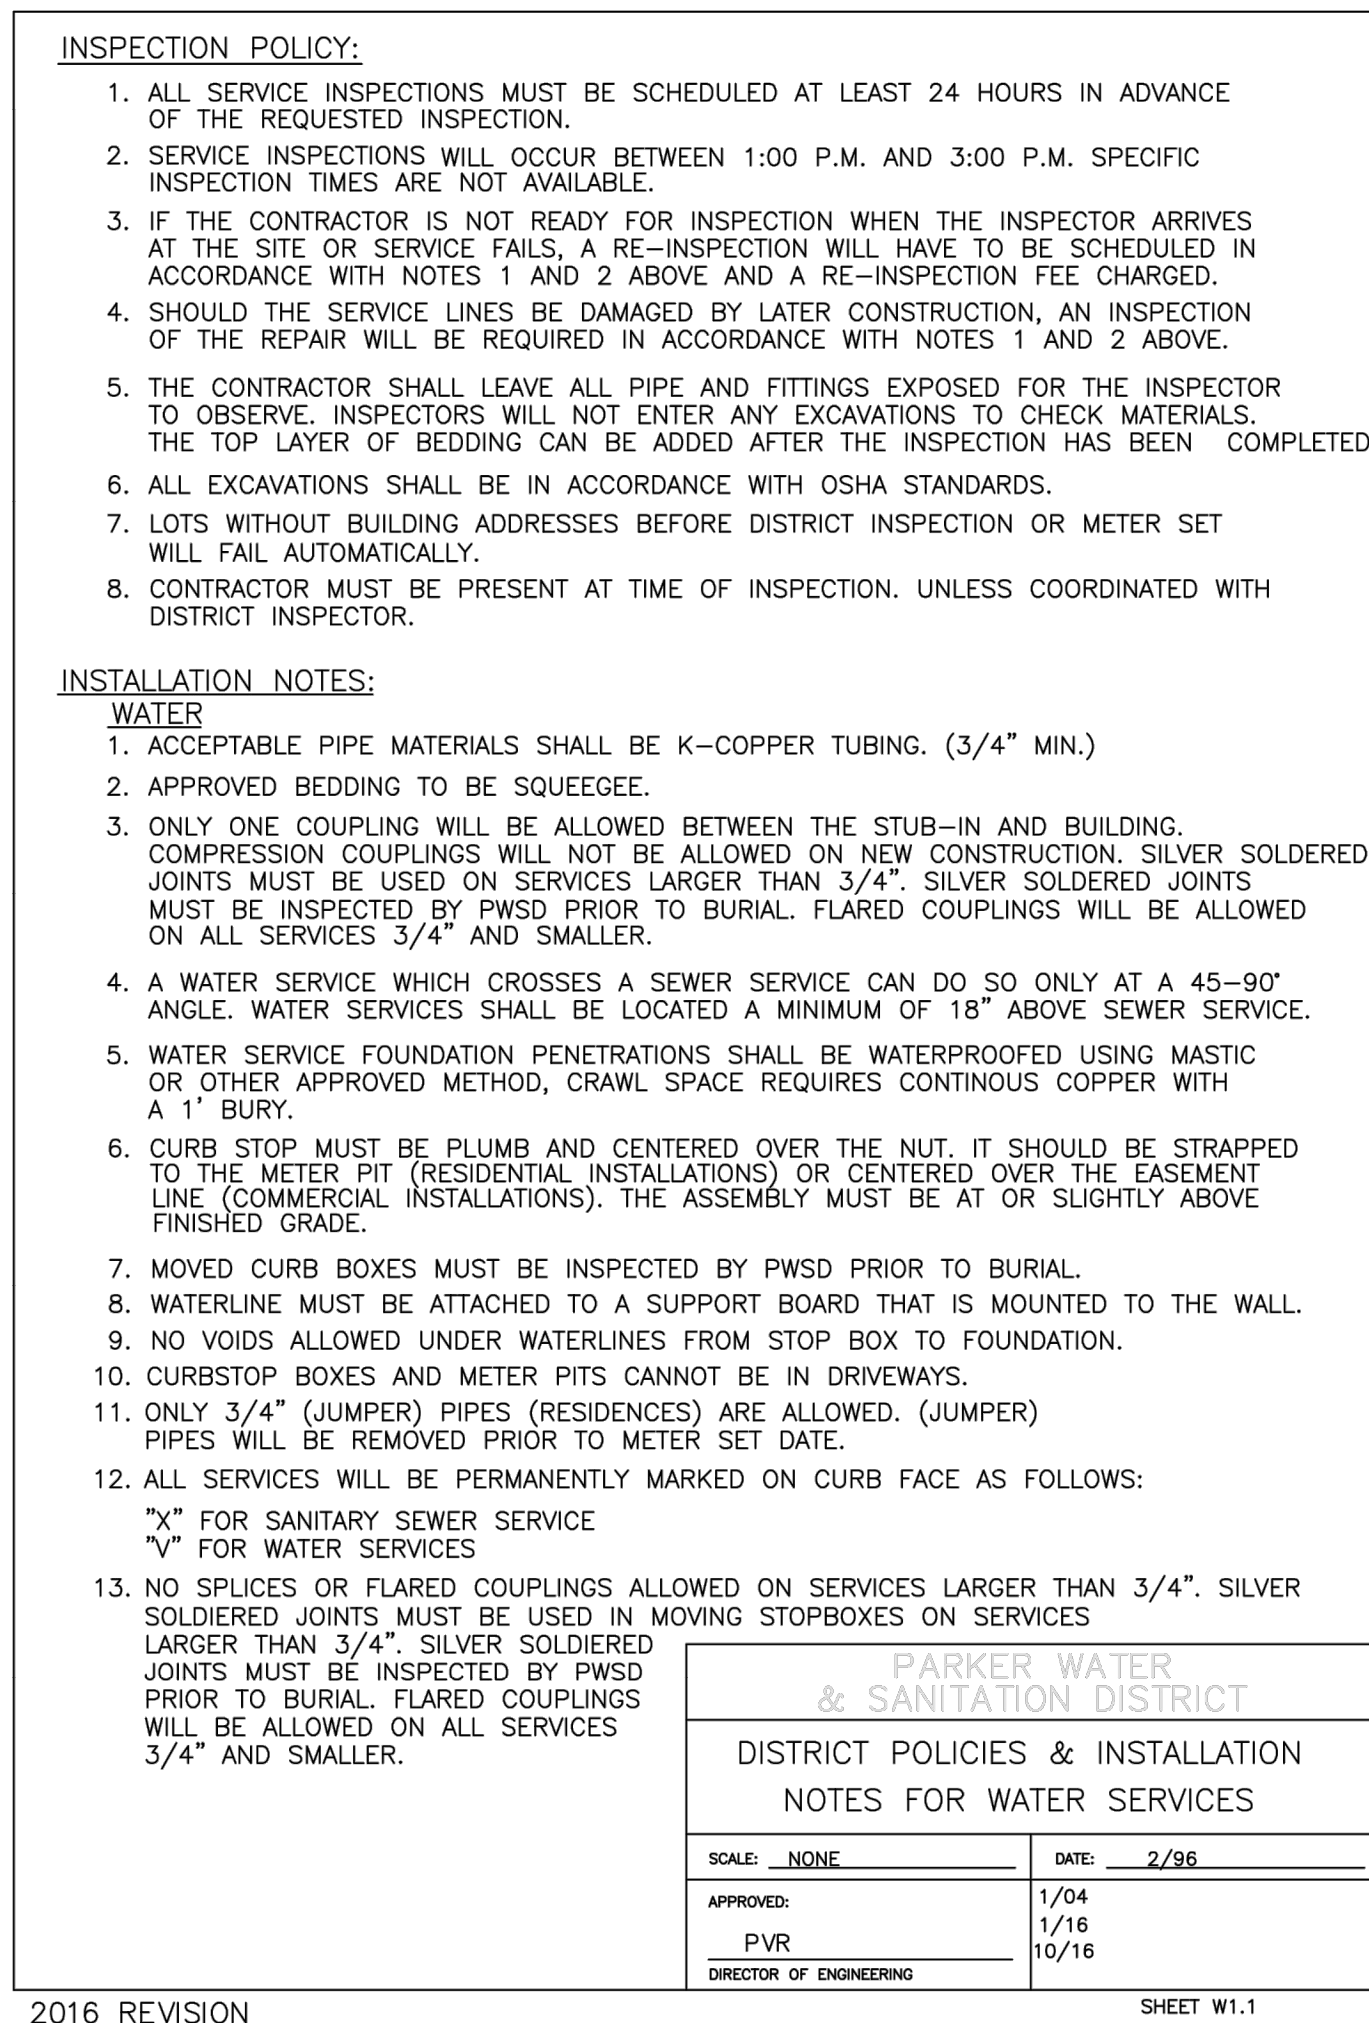 INSPECTION POLICY:
1. ALL SERVICE INSPECTIONS MUST BE SCHEDULED AT LEAST 24 HOURS IN ADVANCE
OF THE REQUESTED INSPECTION.
2. SERVICE INSPECTIONS WILL OCCUR BETWEEN 1:00 P.M. AND 3:00 P.M. SPECIFIC
INSPECTION TIMES ARE NOT AVAILABLE.
3. IF THE CONTRACTOR IS NOT READY FOR INSPECTION WHEN THE INSPECTOR ARRIVES
AT THE SITE OR SERVICE FAILS, A RE-INSPECTION WILL HAVE TO BE SCHEDULED IN
ACCORDANCE WITH NOTES 1 AND 2 ABOVE AND A RE-INSPECTION FEE CHARGED.
4. SHOULD THE SERVICE LINES BE DAMAGED BY LATER CONSTRUCTION, AN INSPECTION
OF THE REPAIR WILL BE REQUIRED IN ACCORDANCE WITH NOTES 1 AND 2 ABOVE.
5. THE CONTRACTOR SHALL LEAVE ALL PIPE AND FITTINGS EXPOSED FOR THE INSPECTOR
TO OBSERVE. INSPECTORS WILL NOT ENTER ANY EXCAVATIONS TO CHECK MATERIALS.
THE TOP LAYER OF BEDDING CAN BE ADDED AFTER THE INSPECTION HAS BEEN COMPLETED
6. ALL EXCAVATIONS SHALL BE IN ACCORDANCE WITH OSHA STANDARDS.
7. LOTS WITHOUT BUILDING ADDRESSES BEFORE DISTRICT INSPECTION OR METER SET
WILL FAIL AUTOMATICALLY.
8. CONTRACTOR MUST BE PRESENT AT TIME OF INSPECTION. UNLESS COORDINATED WITH
DISTRICT INSPECTOR.
INSTALLATION NOTES:
WATER
1. ACCEPTABLE PIPE MATERIALS SHALL BE K-COPPER TUBING. (3/4" MIN.)
2. APPROVED BEDDING TO BE SQUEEGEE.
3. ONLY ONE COUPLING WILL BE ALLOWED BETWEEN THE STUB-IN AND BUILDING.
COMPRESSION COUPLINGS WILL NOT BE ALLOWED ON NEW CONSTRUCTION. SILVER SOLDERED
JOINTS MUST BE USED ON SERVICES LARGER THAN 3/4". SILVER SOLDERED JOINTS
MUST BE INSPECTED BY PWSD PRIOR TO BURIAL. FLARED COUPLINGS WILL BE ALLOWED
ON ALL SERVICES 3/4" AND SMALLER.
4. A WATER SERVICE WHICH CROSSES A SEWER SERVICE CAN DO SO ONLY AT A 45-90°
ANGLE. WATER SERVICES SHALL BE LOCATED A MINIMUM OF 18" ABOVE SEWER SERVICE.
5. WATER SERVICE FOUNDATION PENETRATIONS SHALL BE WATERPROOFED USING MASTIC
OR OTHER APPROVED METHOD, CRAWL SPACE REQUIRES CONTINOUS COPPER WITH
A 1' BURY.
6. CURB STOP MUST BE PLUMB AND CENTERED OVER THE NUT. IT SHOULD BE STRAPPED
TO THE METER PIT (RESIDENTIAL INSTALLATIONS) OR CENTERED OVER THE EASEMENT
LINE (COMMERCIAL INSTALLATIONS). THE ASSEMBLY MUST BE AT OR SLIGHTLY ABOVE
FINISHED GRADE.
7. MOVED CURB BOXES MUST BE INSPECTED BY PWSD PRIOR TO BURIAL.
8. WATERLINE MUST BE ATTACHED TO A SUPPORT BOARD THAT IS MOUNTED TO THE WALL.
9. NO VOIDS ALLOWED UNDER WATERLINES FROM STOP BOX TO FOUNDATION.
10. CURBSTOP BOXES AND METER PITS CANNOT BE IN DRIVEWAYS.
11. ONLY 3/4" (JUMPER) PIPES (RESIDENCES) ARE ALLOWED. (JUMPER)
PIPES WILL BE REMOVED PRIOR TO METER SET DATE.
12. ALL SERVICES WILL BE PERMANENTLY MARKED ON CURB FACE AS FOLLOWS:
"X" FOR SANITARY SEWER SERVICE
"V" FOR WATER SERVICES
13. NO SPLICES OR FLARED COUPLINGS ALLOWED ON SERVICES LARGER THAN 3/4". SILVER
SOLDIERED JOINTS MUST BE USED IN MOVING STOPBOXES ON SERVICES
LARGER THAN 3/4". SILVER SOLDIERED
JOINTS MUST BE INSPECTED BY PWSD
PRIOR TO BURIAL. FLARED COUPLINGS
WILL BE ALLOWED ON ALL SERVICES
3/4" AND SMALLER.
PARKER WATER
& SANITATION DISTRICT
DISTRICT POLICIES & INSTALLATION
NOTES FOR WATER SERVICES
SCALE: NONE
DATE: 2/96
APPROVED:
PVR
DIRECTOR OF ENGINEERING
1/04
1/16
10/16
2016 REVISION
SHEET W1.1